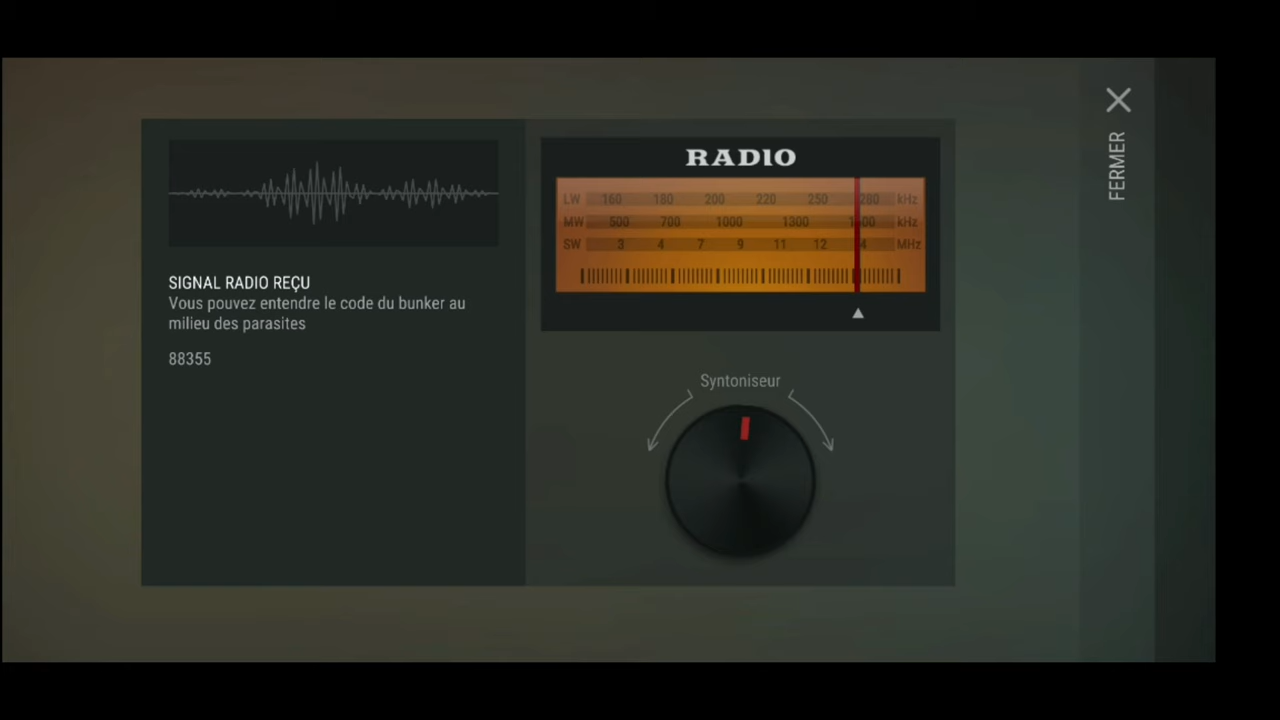 RADIO
LW 160 180 200 220 250 280 kHz
MW 500 700 1000 1300 kHz
SW 3 4 7 9 11 12 MHz
SIGNAL RADIO REÇU
Vous pouvez entendre le code du bunker au
milieu des parasites
88355
Syntoniseur
FERMER